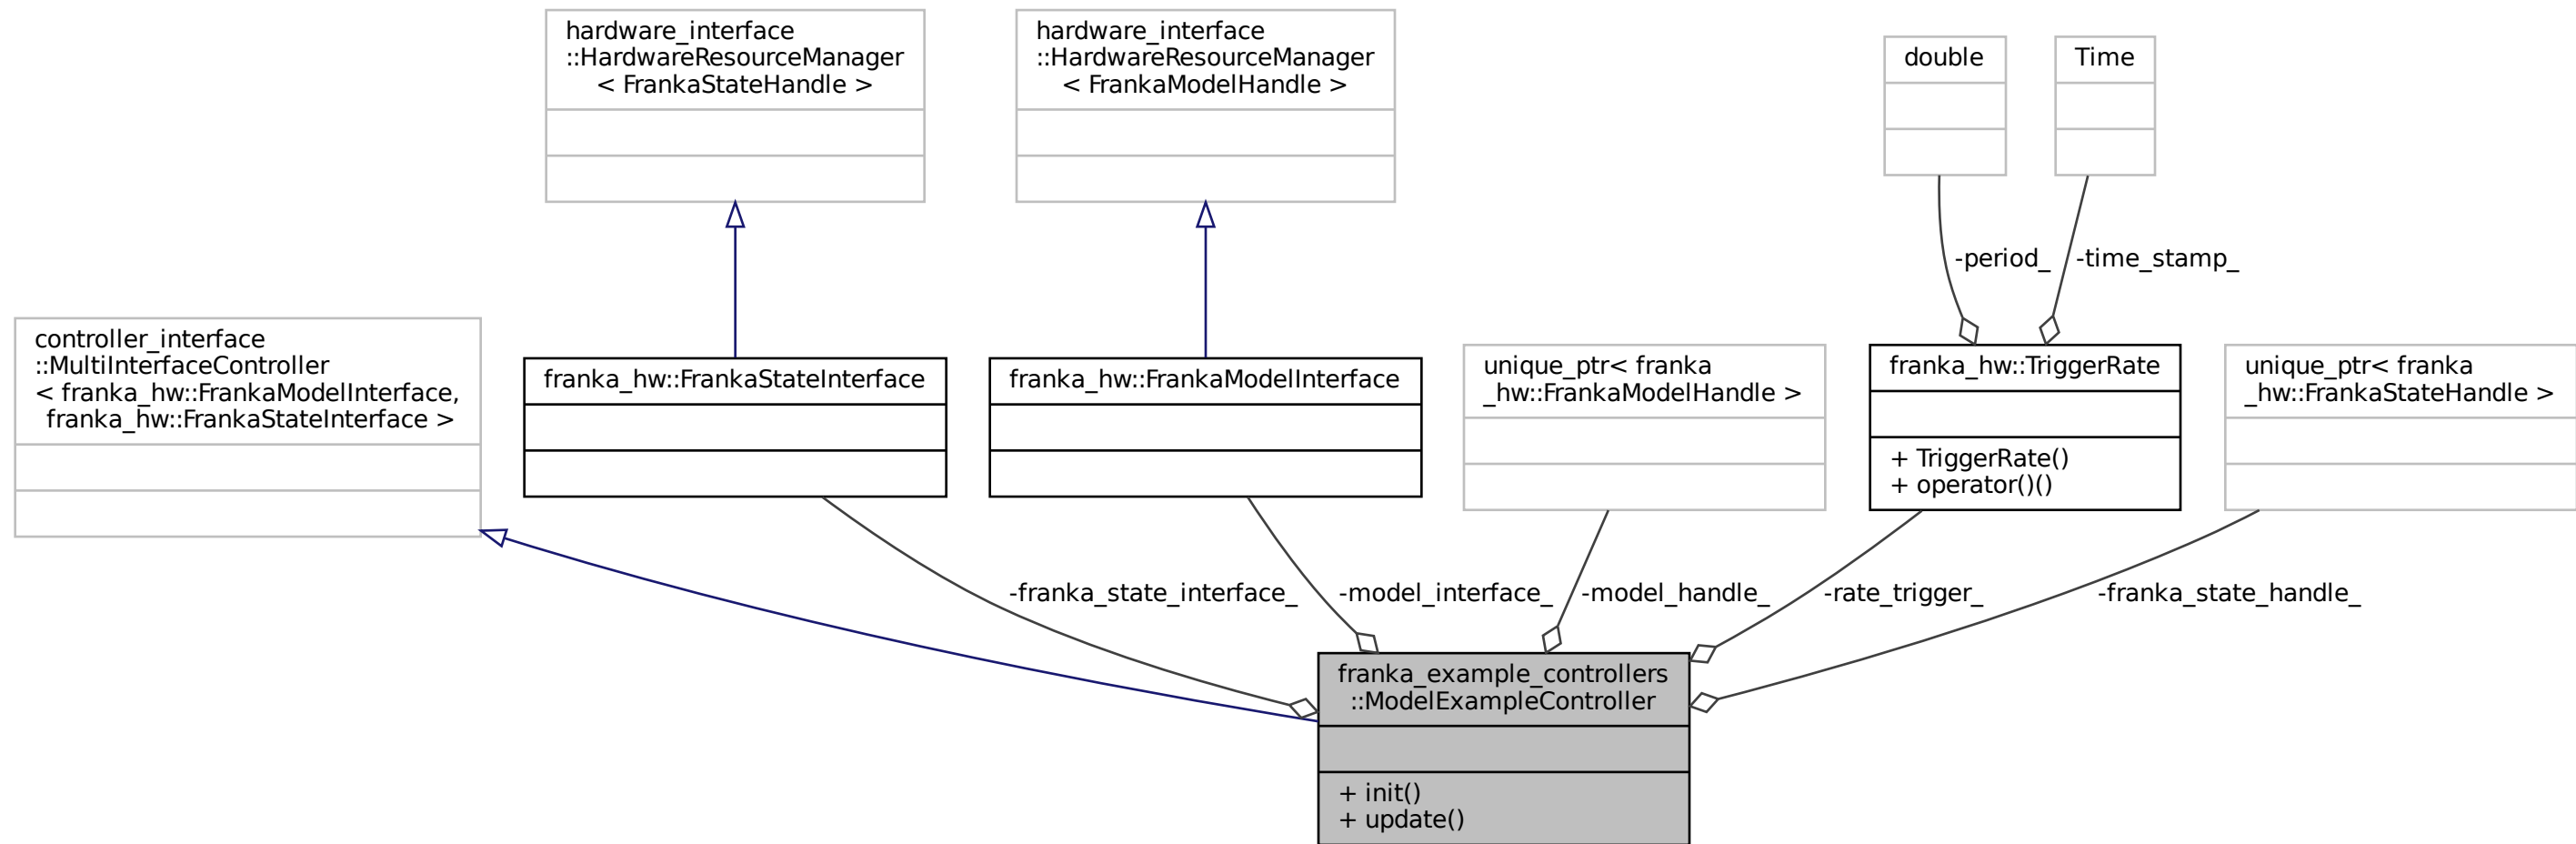 hardware_interface
::HardwareResourceManager
< FrankaStateHandle >
hardware_interface
::HardwareResourceManager
< FrankaModelHandle >
double
Time
-period_
-time_stamp_
controller_interface
::MultiInterfaceController
< franka_hw::FrankaModelInterface,
franka_hw::FrankaStateInterface >
franka_hw::FrankaStateInterface
franka_hw::FrankaModelInterface
unique_ptr< franka
_hw::FrankaModelHandle >
franka_hw::TriggerRate
+ TriggerRate()
+ operator()()
unique_ptr< franka
_hw::FrankaStateHandle >
-franka_state_interface_
-model_interface_
-model_handle_
-rate_trigger_
-franka_state_handle_
franka_example_controllers
::ModelExampleController
+ init()
+ update()